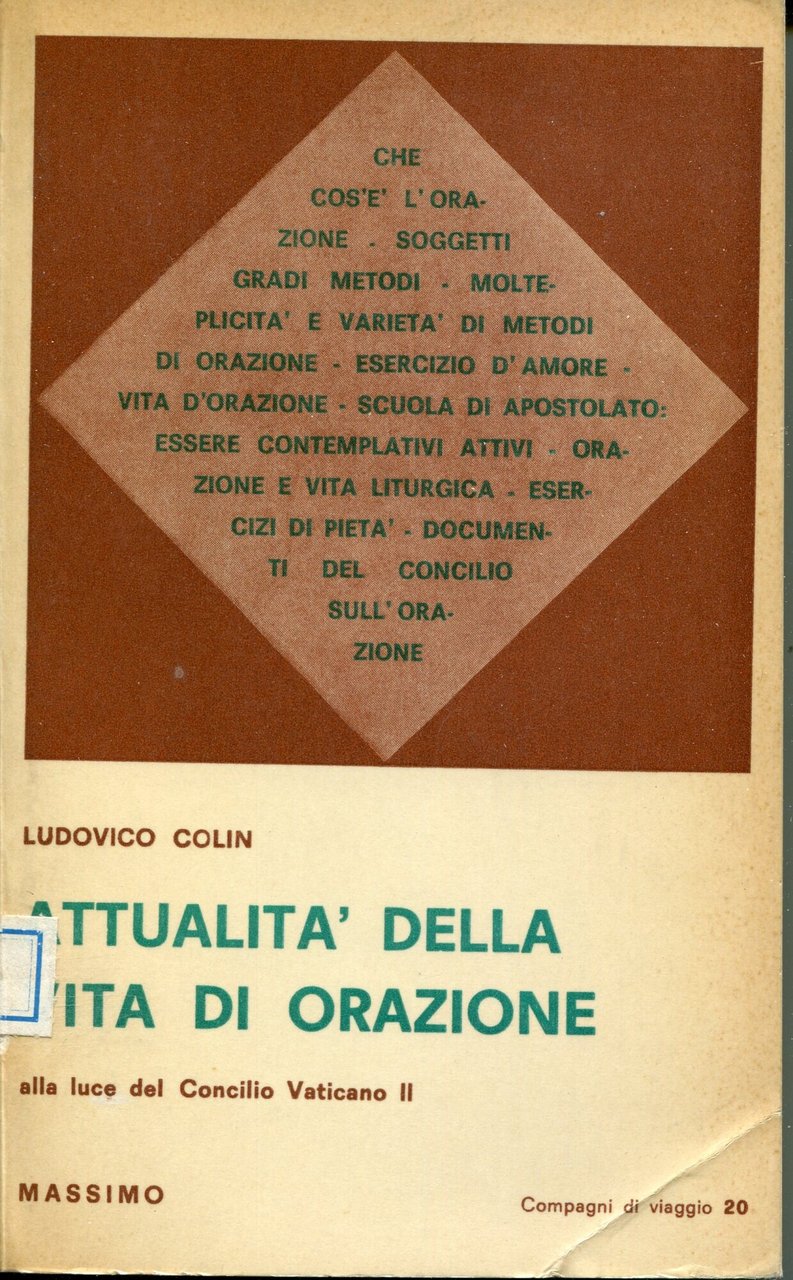 CHE
COS'E' L'ORA-
ZIONE - SOGGETTI
GRADI METODI - MOLTE-
PLICITA' E VARIETA' DI METODI
DI ORAZIONE - ESERCIZIO D'AMORE -
VITA D'ORAZIONE - SCUOLA DI APOSTOLATO:
ESSERE CONTEMPLATIVI ATTIVI - ORA-
ZIONE E VITA LITURGICA - ESER-
CIZI DI PIETA' - DOCUMEN-
TI DEL CONCILIO
SULL'ORA-
ZIONE
LUDOVICO COLIN
ATTUALITA' DELLA
VITA DI ORAZIONE
alla luce del Concilio Vaticano II
MASSIMO
Compagni di viaggio 20